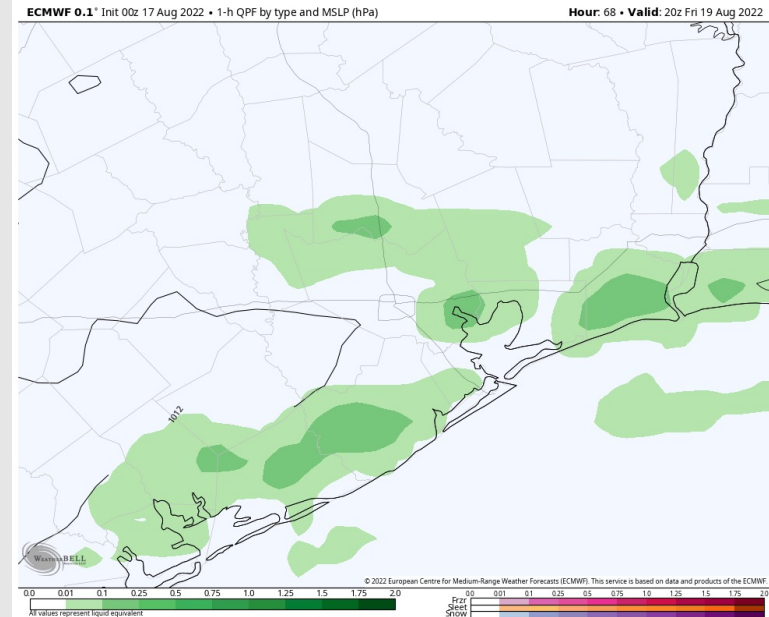 ECMWF 0.1° Init 00z 17 Aug 2022 • 1-h QPF by type and MSLP (hPa)
Hour: 68 • Valid: 20z Fri 19 Aug 2022
1012
WEATHERBELL
© 2022 European Centre for Medium-Range Weather Forecasts (ECMWF). This service is based on data and products of the ECMWF.
0.0 0.01 0.1 0.25 0.5 0.75 1.0 1.25 1.5 1.75 2.0
All values represent liquid equivalent
0.0 0.01 0.1 0.25 0.5 0.75 1.0 1.25 1.5 1.75 2.0
Frzr
Sleet
Snow